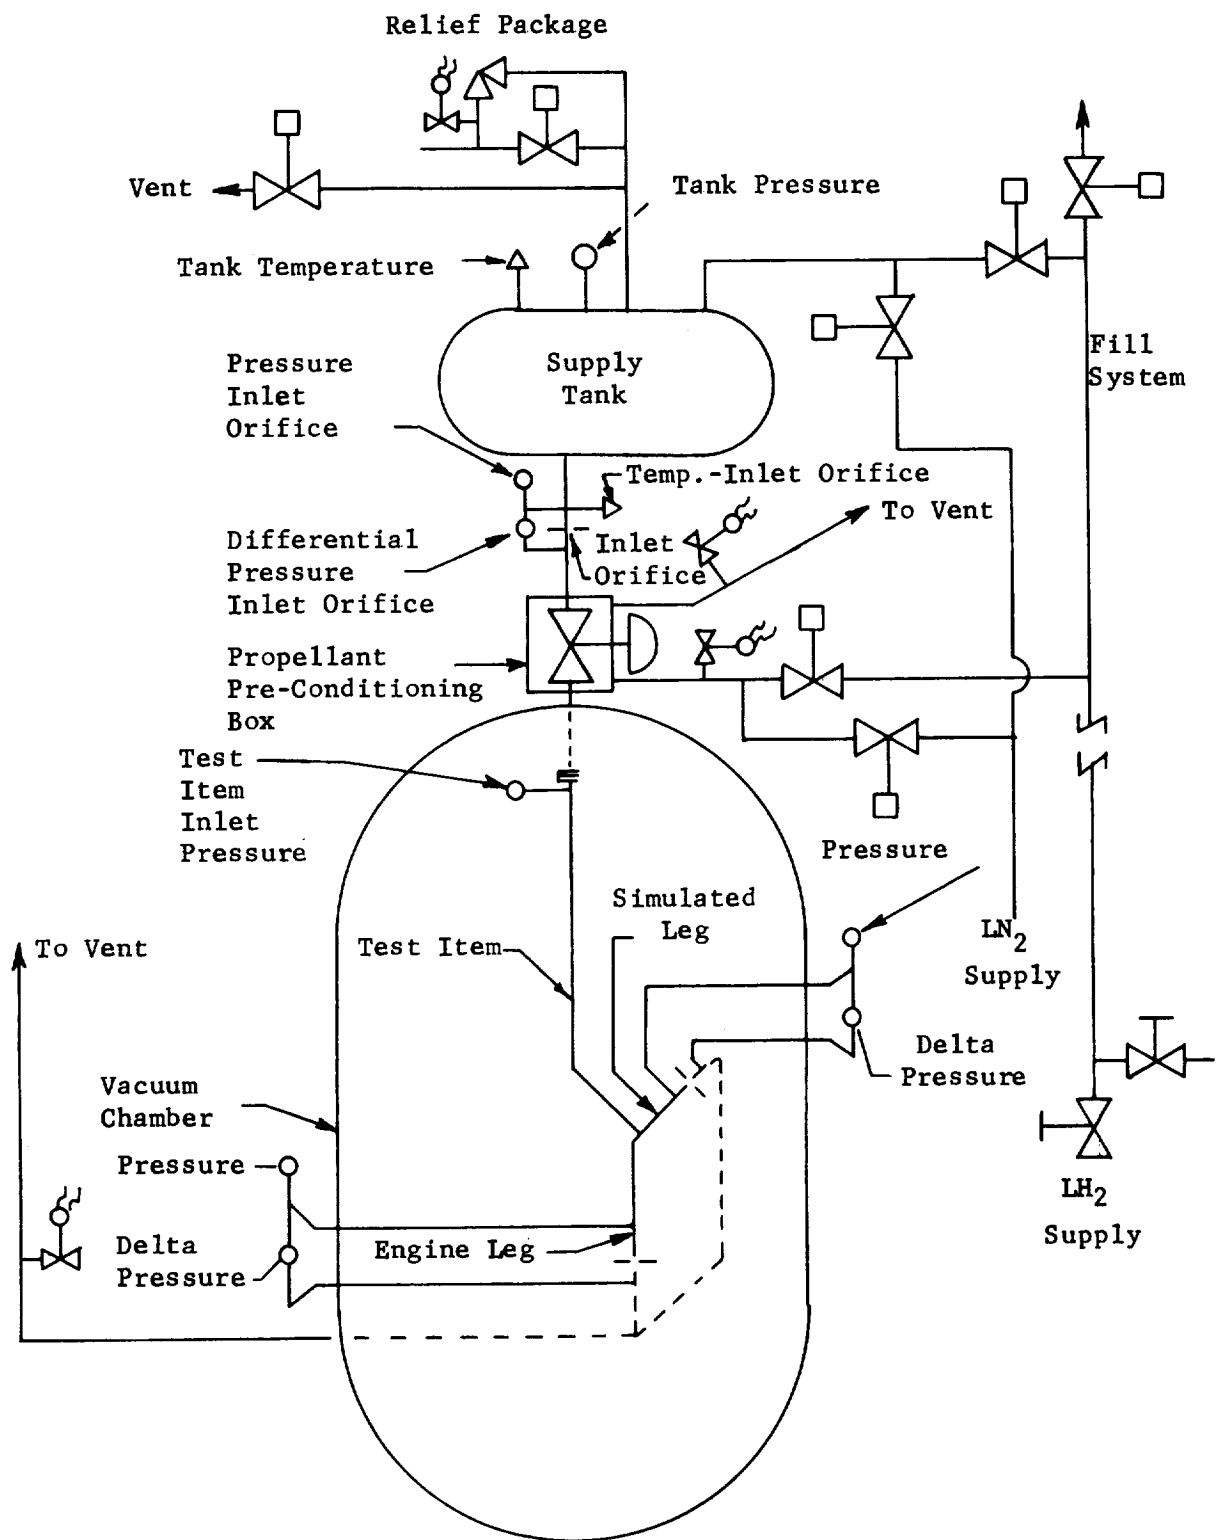 Relief Package
Vent
Tank Pressure
Tank Temperature
Pressure
Inlet
Orifice
Supply
Tank
Fill
System
Temp.-Inlet Orifice
To Vent
Differential
Pressure
Inlet Orifice
Inlet
Orifice
Propellant
Pre-Conditioning
Box
Test
Item
Inlet
Pressure
Pressure
Simulated
Leg
Test Item
To Vent
LN2
Supply
Delta
Pressure
Vacuum
Chamber
Pressure
LH2
Supply
Delta
Pressure
Engine Leg